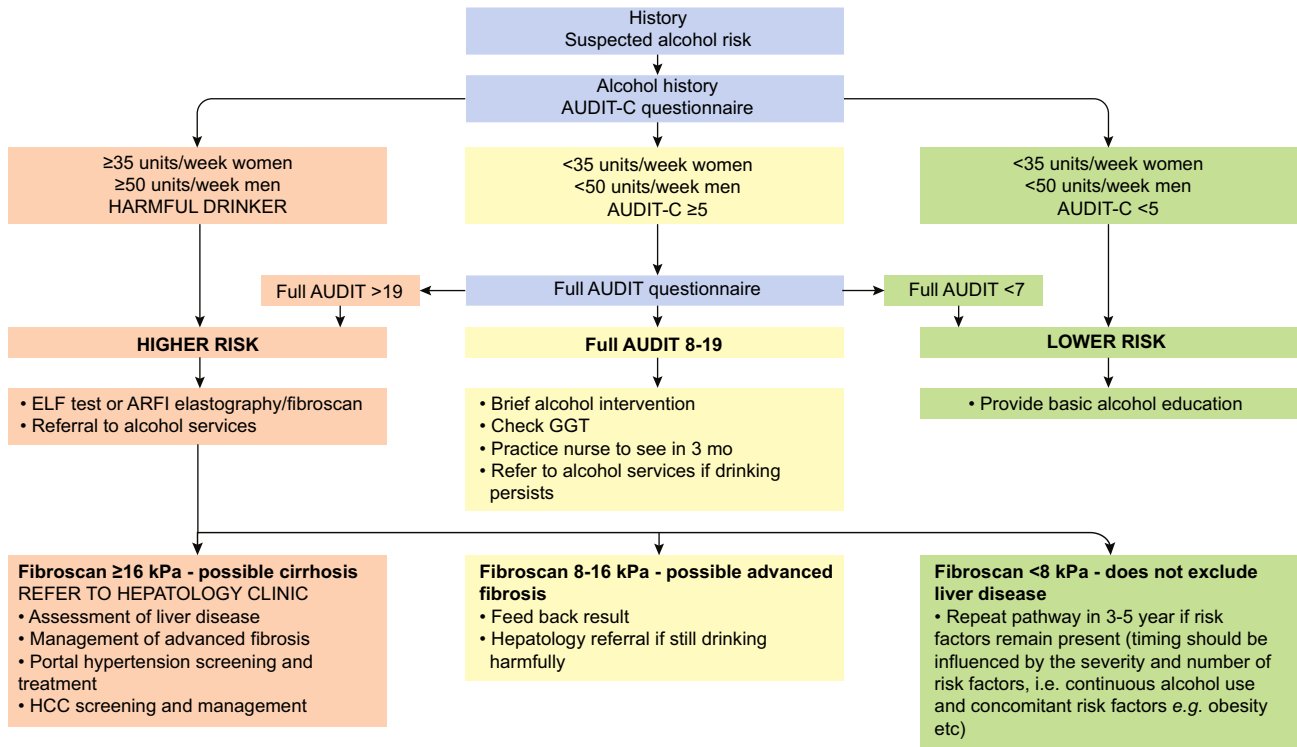 History
Suspected alcohol risk
Alcohol history
AUDIT-C questionnaire
≥35 units/week women
≥50 units/week men
HARMFUL DRINKER
<35 units/week women
<50 units/week men
AUDIT-C ≥5
<35 units/week women
<50 units/week men
AUDIT-C <5
Full AUDIT >19
Full AUDIT questionnaire
Full AUDIT <7
HIGHER RISK
Full AUDIT 8-19
LOWER RISK
• ELF test or ARFI elastography/fibroscan
• Referral to alcohol services
• Brief alcohol intervention
• Check GGT
• Practice nurse to see in 3 mo
• Refer to alcohol services if drinking
persists
• Provide basic alcohol education
Fibroscan ≥16 kPa - possible cirrhosis
REFER TO HEPATOLOGY CLINIC
• Assessment of liver disease
• Management of advanced fibrosis
• Portal hypertension screening and
treatment
• HCC screening and management
Fibroscan 8-16 kPa - possible advanced
fibrosis
• Feed back result
• Hepatology referral if still drinking
harmfully
Fibroscan <8 kPa - does not exclude
liver disease
• Repeat pathway in 3-5 year if risk
factors remain present (timing should be
influenced by the severity and number of
risk factors, i.e. continuous alcohol use
and concomitant risk factors e.g. obesity
etc)